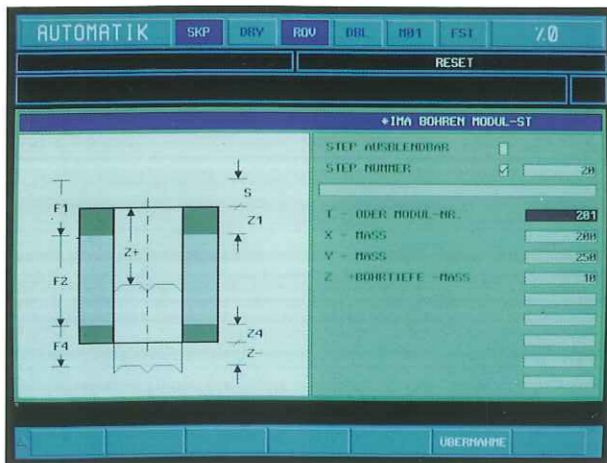 AUTOMATIK SKP DRY ROV DBL M01 FST %0
RESET
*IMA BOHREN MODUL-ST
STEP AUSBLENDBAR
STEP NUMMER 20
T - ODER MODUL-NR. 201
X - MASS 200
Y - MASS 250
Z +BOHRTIEFE -MASS 10
S
F1
Z1
Z+
F2
Z4
F4
Z-
ÜBERNAHME